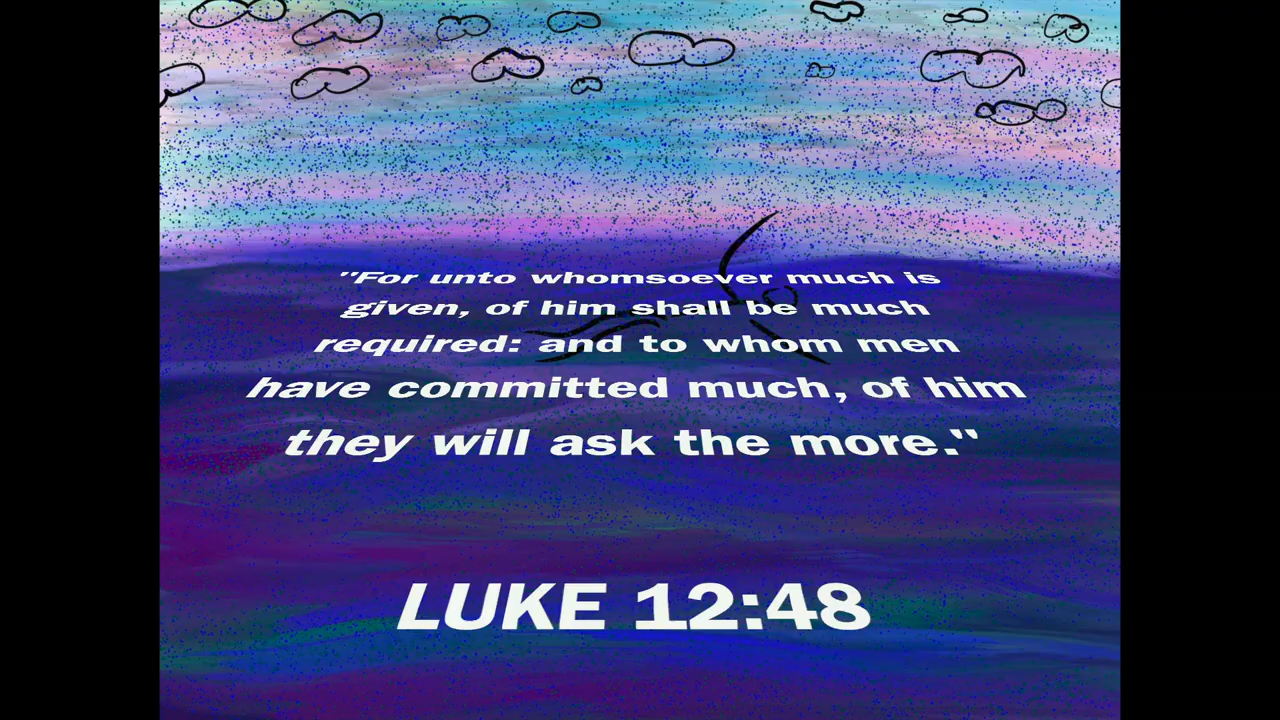 "For unto whomsoever much is
given, of him shall be much
required: and to whom men
have committed much, of him
they will ask the more."
LUKE 12:48